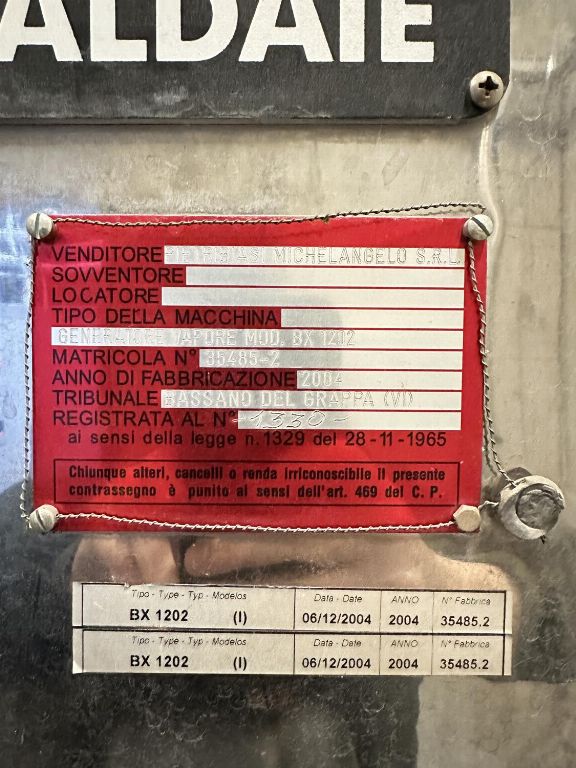 ALDAIE
VENDITORE MICHELANGELO S.R.L.
SOVVENTORE
LOCATORE
TIPO DELLA MACCHINA
GENERATORE VAPORE MOD. BX 1202
MATRICOLA N° 35485-2
ANNO DI FABBRICAZIONE 2004
TRIBUNALE BASSANO DEL GRAPPA (VI)
REGISTRATA AL N° -1330-
ai sensi della legge n.1329 del 28-11-1965
Chiunque alteri, cancelli o renda irriconoscibile il presente
contrassegno è punito ai sensi dell'art. 469 del C.P.
Tipo - Type - Typ - Modelos Data - Date ANNO N° Fabbrica
BX 1202 (I) 06/12/2004 2004 35485.2
Tipo - Type - Typ - Modelos Data - Date ANNO N° Fabbrica
BX 1202 (I) 06/12/2004 2004 35485.2